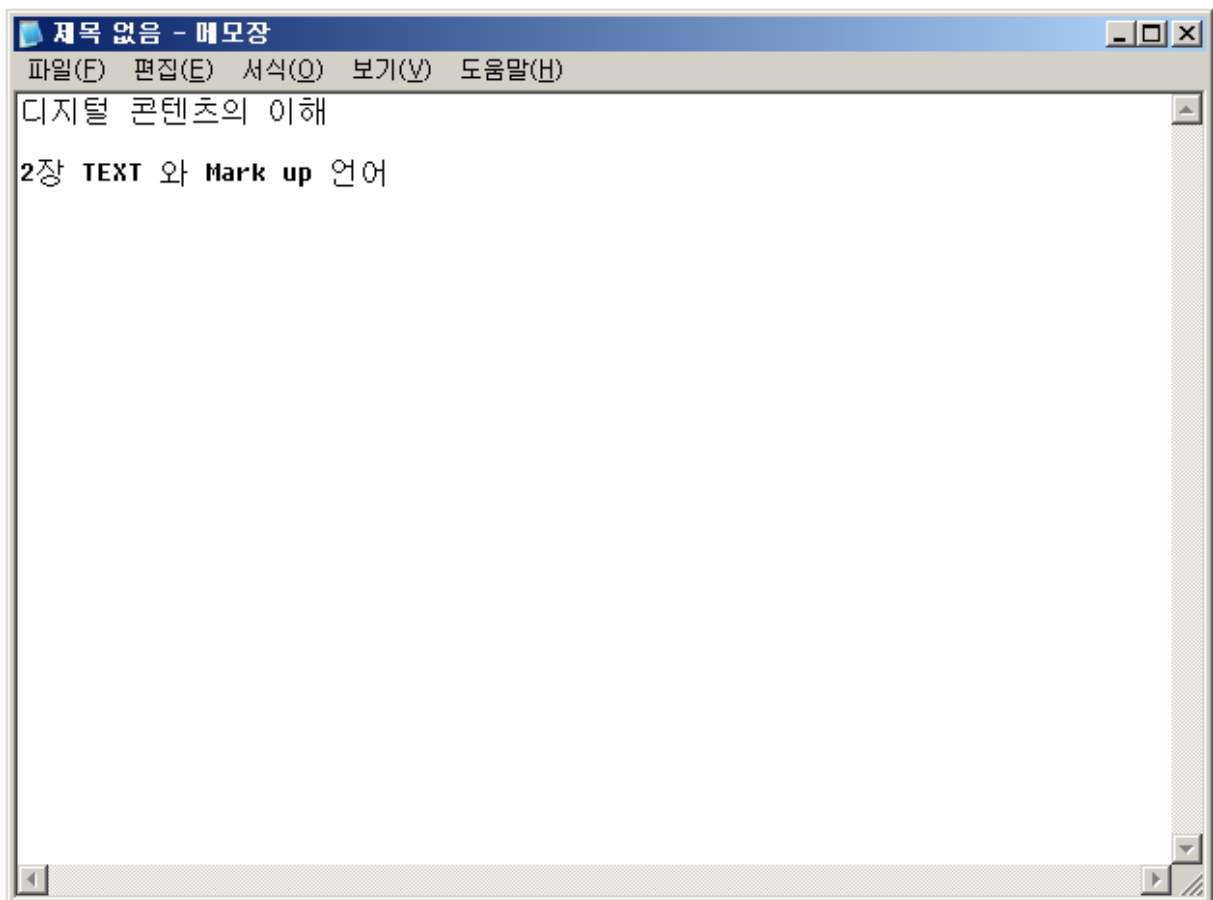 제목 없음 - 메모장
파일(F) 편집(E) 서식(O) 보기(V) 도움말(H)
디지털 콘텐츠의 이해
2장 TEXT 와 Mark up 언어